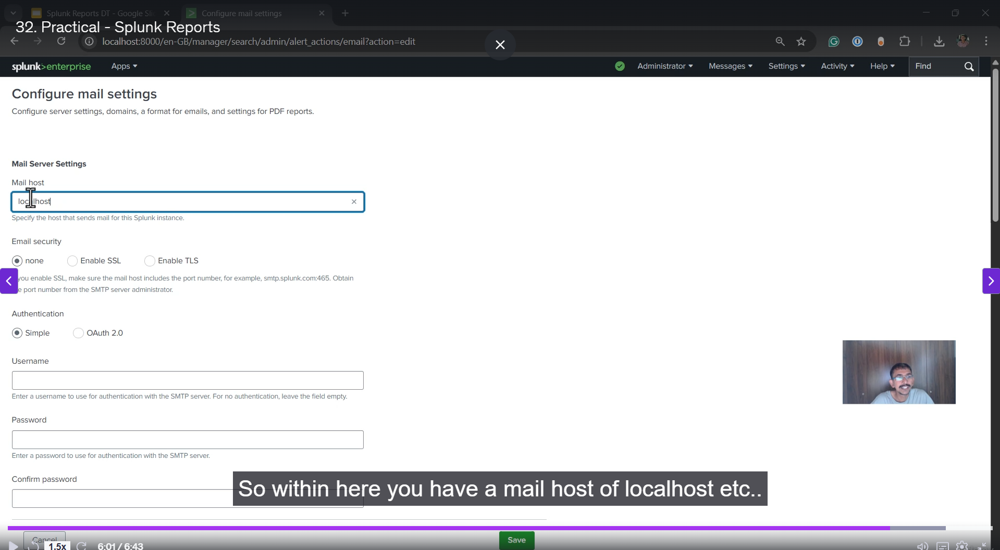 Splunk Reports DT - Google Sli
Configure mail settings
32. Practical - Splunk Reports
localhost:8000/en-GB/manager/search/admin/alert_actions/email?action=edit
splunk>enterprise
Apps
Administrator
Messages
Settings
Activity
Help
Find
Configure mail settings
Configure server settings, domains, a format for emails, and settings for PDF reports.
Mail Server Settings
Mail host
localhost
Specify the host that sends mail for this Splunk instance.
Email security
none
Enable SSL
Enable TLS
you enable SSL, make sure the mail host includes the port number, for example, smtp.splunk.com:465. Obtain
e port number from the SMTP server administrator.
Authentication
Simple
OAuth 2.0
Username
Enter a username to use for authentication with the SMTP server. For no authentication, leave the field empty.
Password
Enter a password to use for authentication with the SMTP server.
Confirm password
So within here you have a mail host of localhost etc..
Cancel
Save
1.5x
6:01 / 6:43